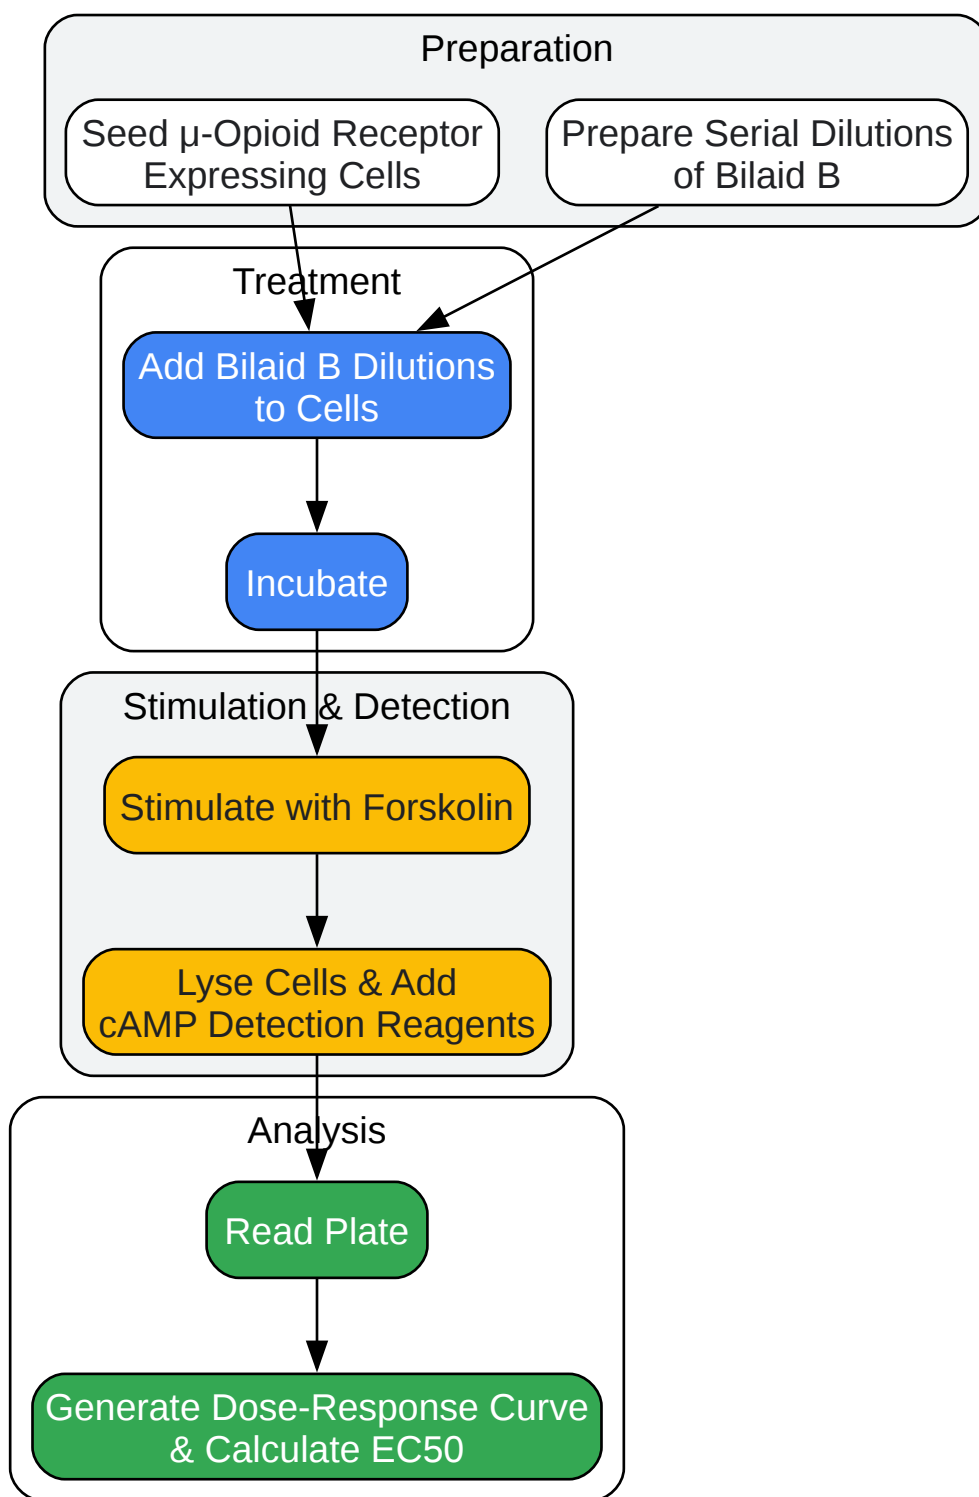 Preparation
Seed μ-Opioid Receptor
Expressing Cells
Prepare Serial Dilutions
of Bilaid B
Treatment
Add Bilaid B Dilutions
to Cells
Incubate
Stimulation & Detection
Stimulate with Forskolin
Lyse Cells & Add
cAMP Detection Reagents
Analysis
Read Plate
Generate Dose-Response Curve
& Calculate EC50